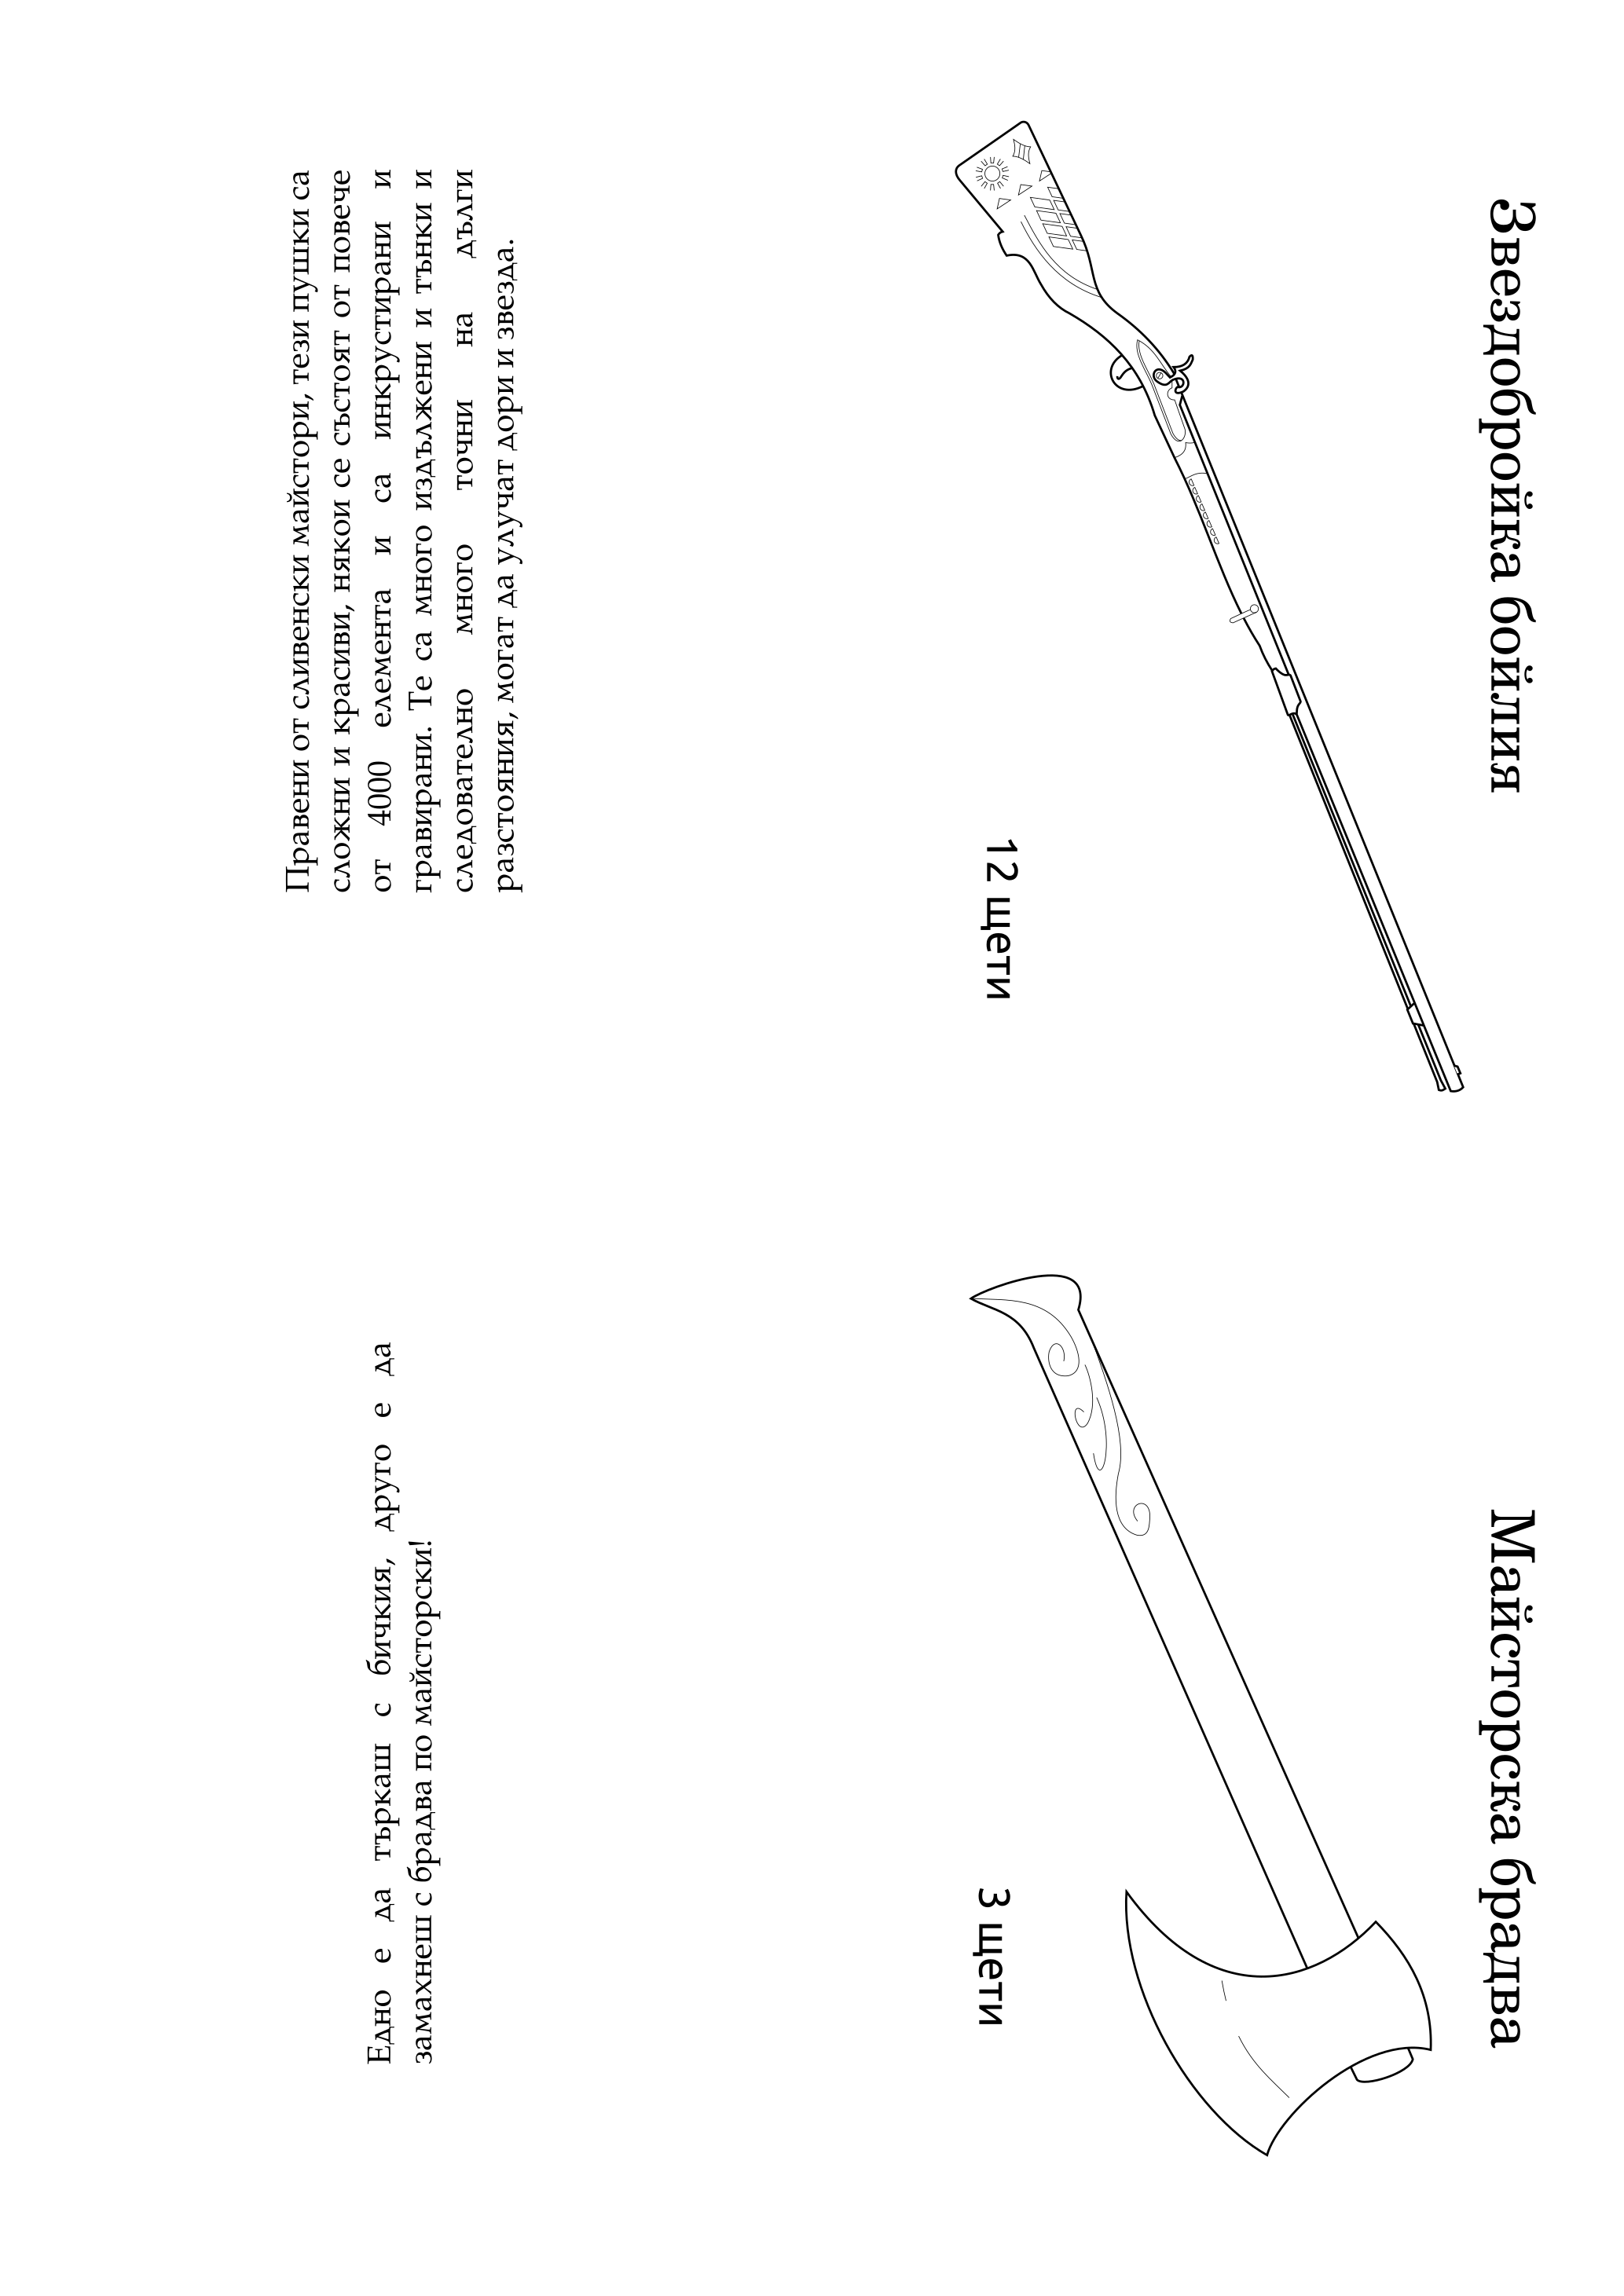 Звездобройка бойлия
12 щети
Правени от сливенски майстори, тези пушки са
сложни и красиви, някои се състоят от повече
от 4000 елемента и са инкрустирани и
гравирани. Те са много издължени и тънки и
следователно много точни на дълги
разстояния, могат да улучат дори и звезда.
Майсторска брадва
3 щети
Едно е да търкаш с бичкия, друго е да
замахнеш с брадва по майсторски!